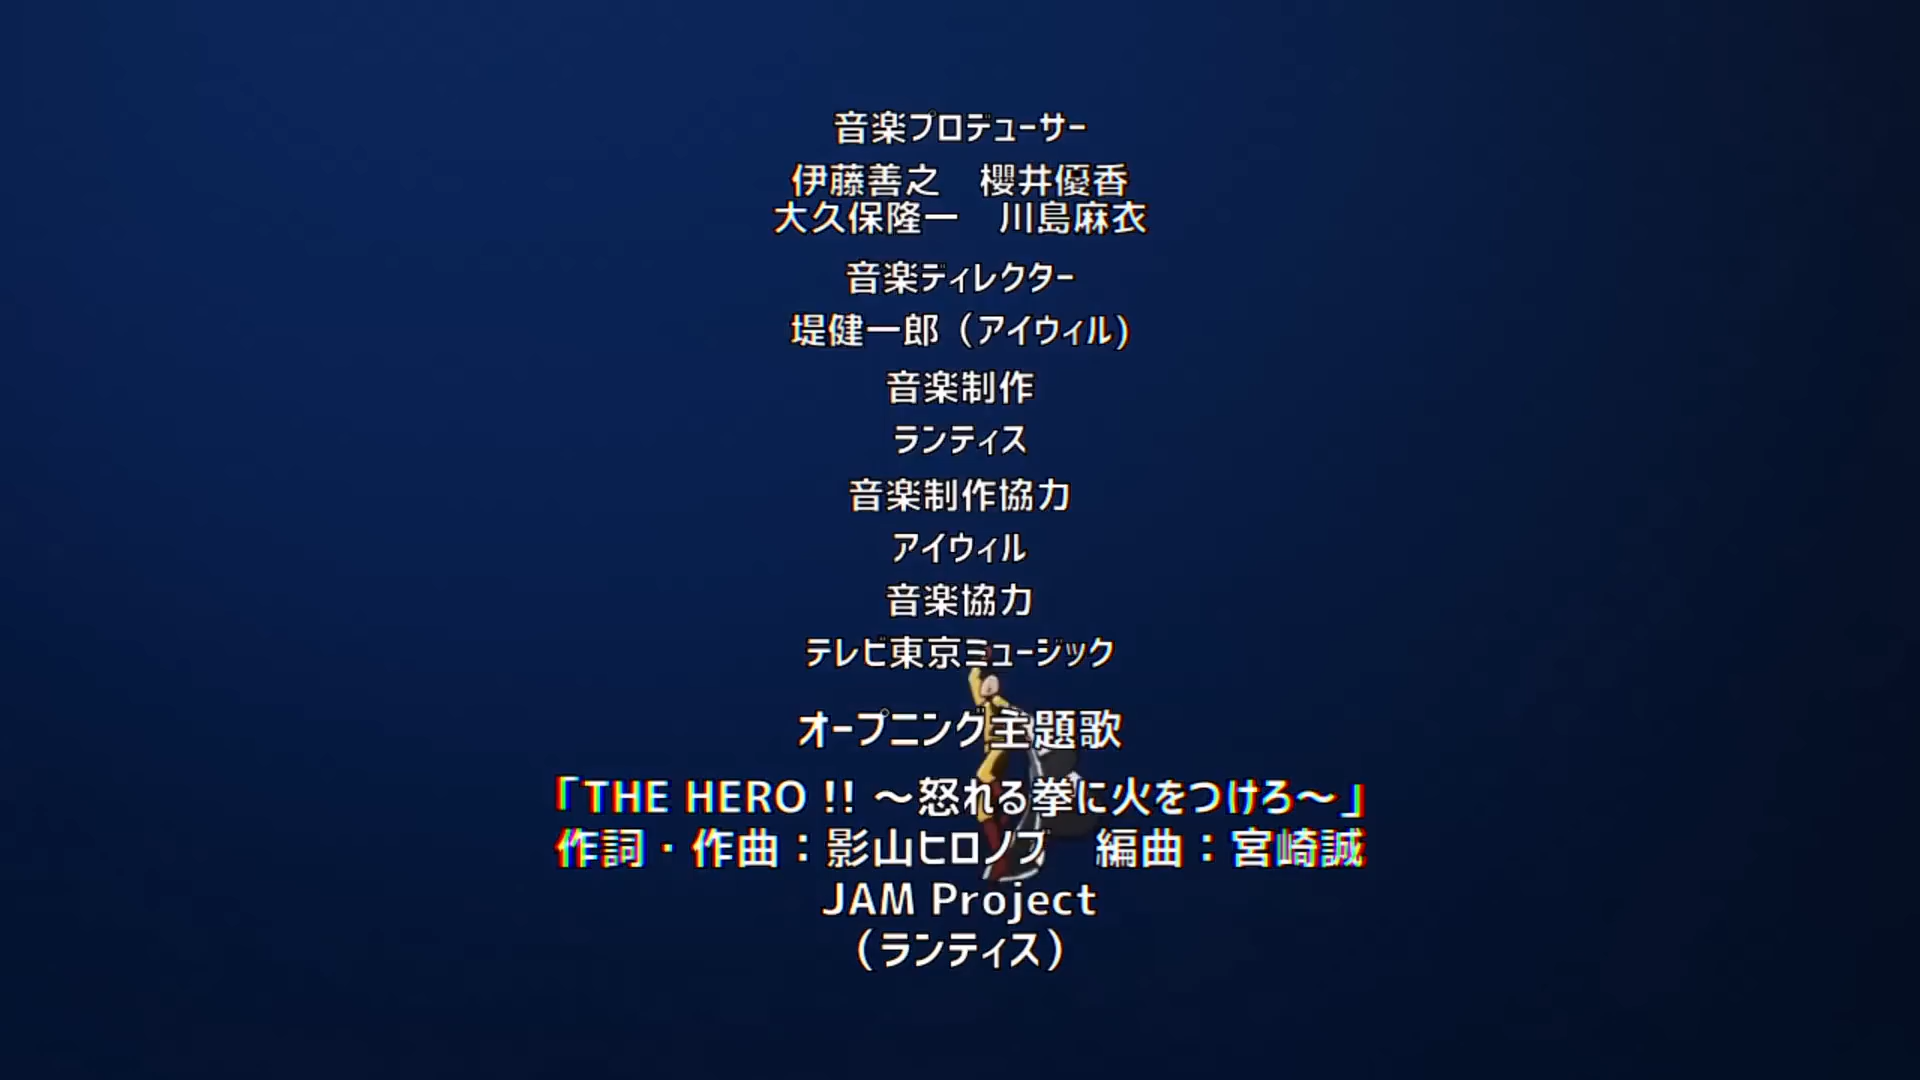 音楽プロデューサー
伊藤善之　櫻井優香
大久保隆一　川島麻衣
音楽ディレクター
堤健一郎（アイウィル）
音楽制作
ランティス
音楽制作協力
アイウィル
音楽協力
テレビ東京ミュージック
オープニング主題歌
「THE HERO !! ～怒れる拳に火をつけろ～」
作詞・作曲：影山ヒロノブ　編曲：宮崎誠
JAM Project
（ランティス）